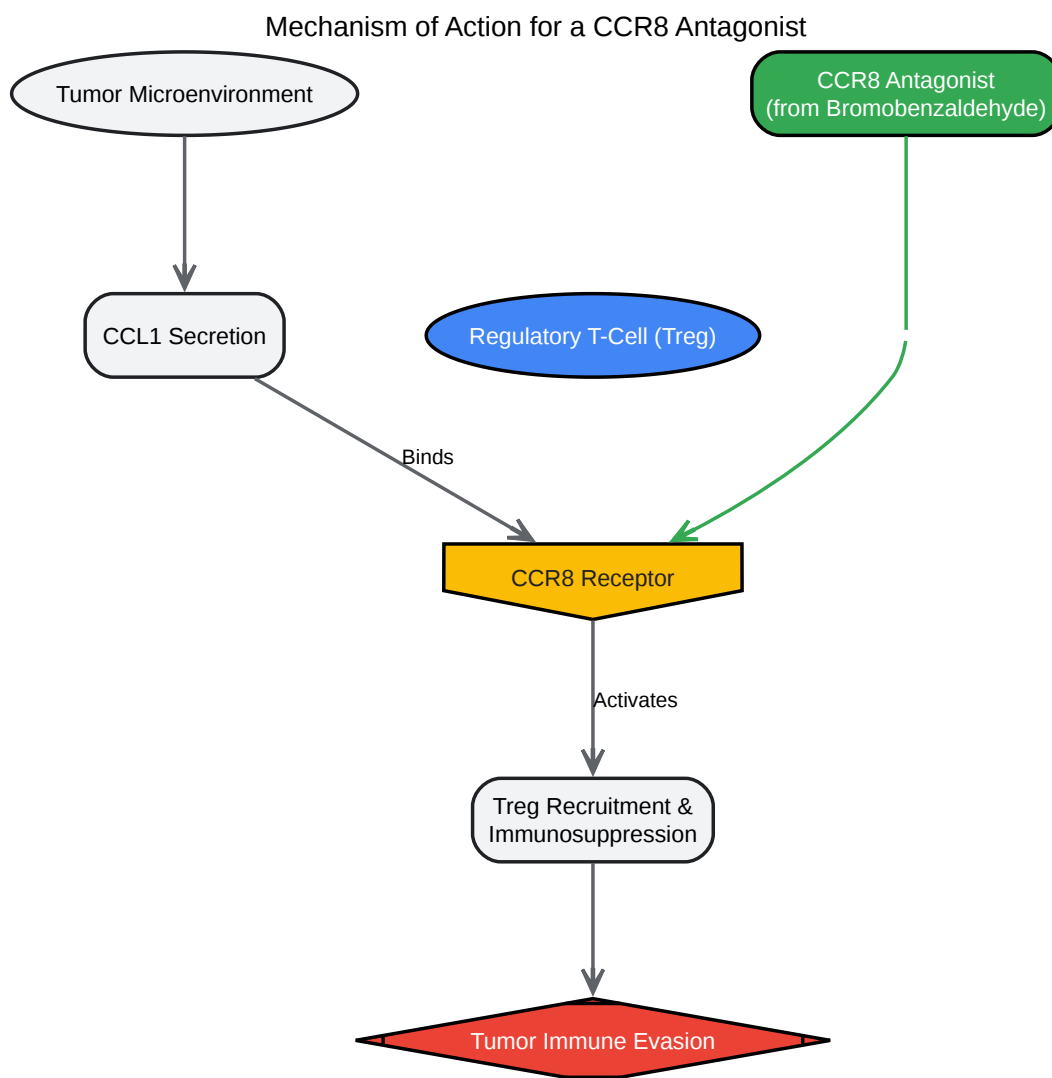 Mechanism of Action for a CCR8 Antagonist
Tumor Microenvironment
CCR8 Antagonist
(from Bromobenzaldehyde)
CCL1 Secretion
Regulatory T-Cell (Treg)
Binds
CCR8 Receptor
Activates
Treg Recruitment &
Immunosuppression
Tumor Immune Evasion